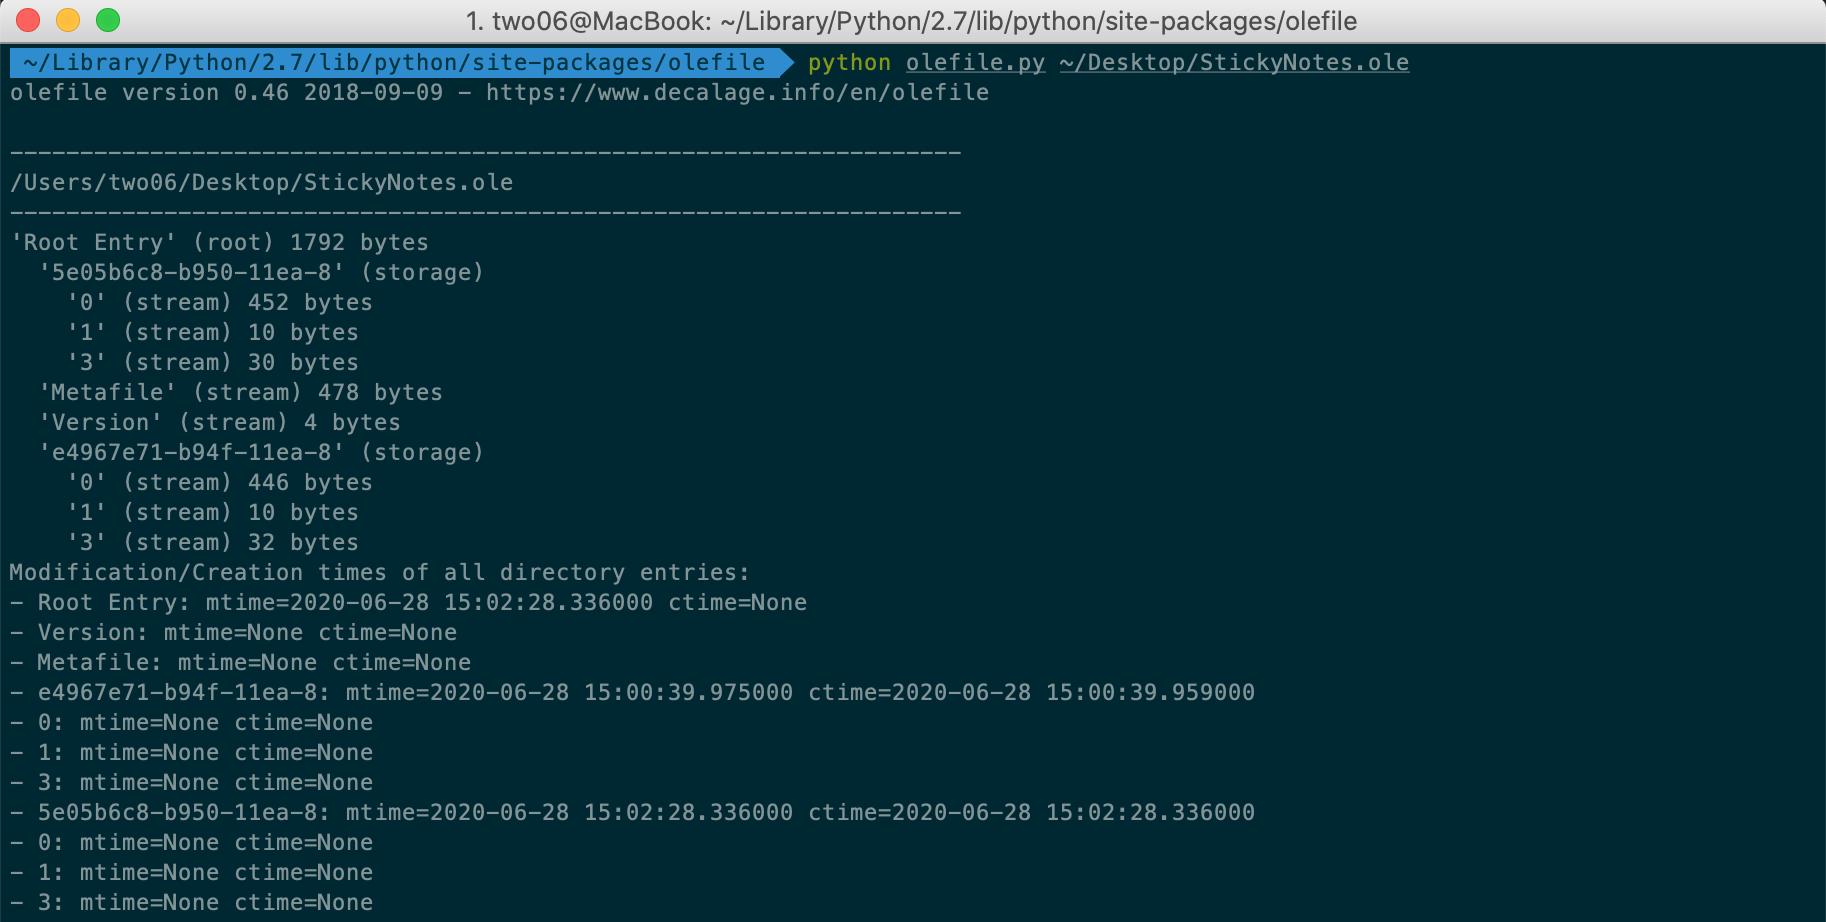 1. two06@MacBook: ~/Library/Python/2.7/lib/python/site-packages/olefile
~/Library/Python/2.7/lib/python/site-packages/olefile python olefile.py ~/Desktop/StickyNotes.ole
olefile version 0.46 2018-09-09 - https://www.decalage.info/en/olefile
--------------------------------------------------------------------
/Users/two06/Desktop/StickyNotes.ole
--------------------------------------------------------------------
'Root Entry' (root) 1792 bytes
'5e05b6c8-b950-11ea-8' (storage)
'0' (stream) 452 bytes
'1' (stream) 10 bytes
'3' (stream) 30 bytes
'Metafile' (stream) 478 bytes
'Version' (stream) 4 bytes
'e4967e71-b94f-11ea-8' (storage)
'0' (stream) 446 bytes
'1' (stream) 10 bytes
'3' (stream) 32 bytes
Modification/Creation times of all directory entries:
- Root Entry: mtime=2020-06-28 15:02:28.336000 ctime=None
- Version: mtime=None ctime=None
- Metafile: mtime=None ctime=None
- e4967e71-b94f-11ea-8: mtime=2020-06-28 15:00:39.975000 ctime=2020-06-28 15:00:39.959000
- 0: mtime=None ctime=None
- 1: mtime=None ctime=None
- 3: mtime=None ctime=None
- 5e05b6c8-b950-11ea-8: mtime=2020-06-28 15:02:28.336000 ctime=2020-06-28 15:02:28.336000
- 0: mtime=None ctime=None
- 1: mtime=None ctime=None
- 3: mtime=None ctime=None